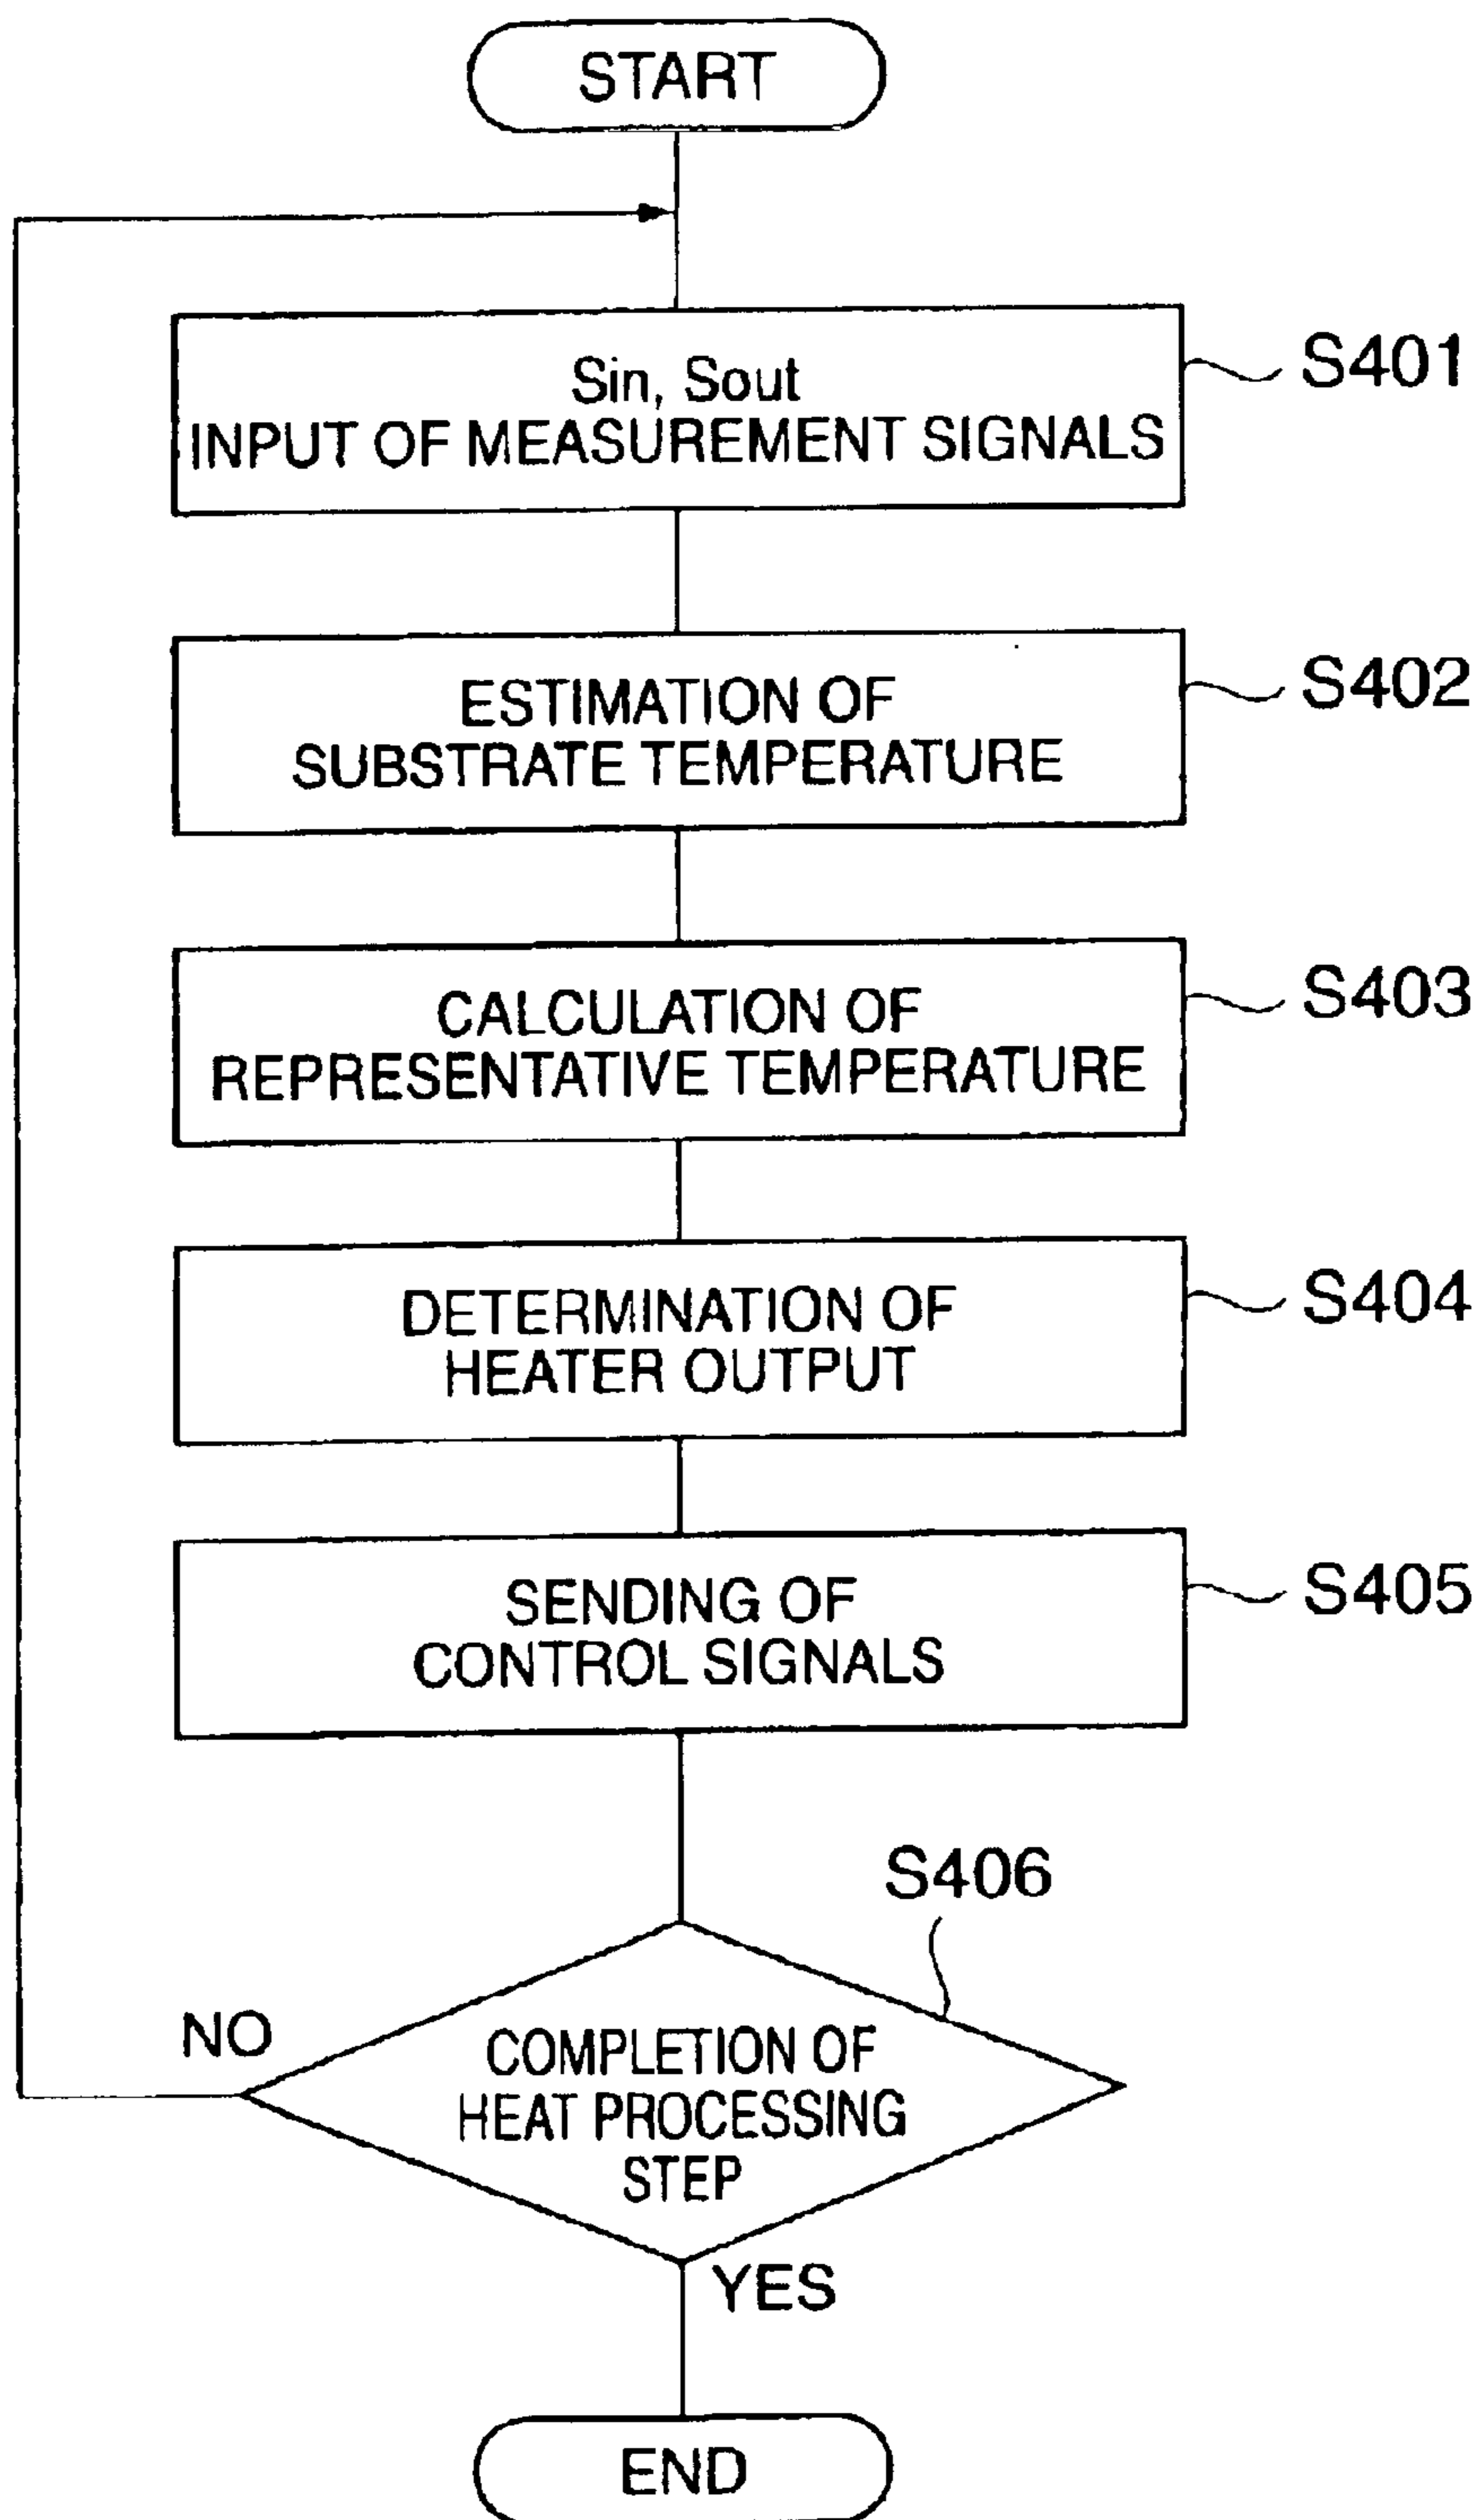 START
Sin, Sout
INPUT OF MEASUREMENT SIGNALS
S401
ESTIMATION OF
SUBSTRATE TEMPERATURE
S402
CALCULATION OF
REPRESENTATIVE TEMPERATURE
S403
DETERMINATION OF
HEATER OUTPUT
S404
SENDING OF
CONTROL SIGNALS
S405
S406
NO
COMPLETION OF
HEAT PROCESSING
STEP
YES
END